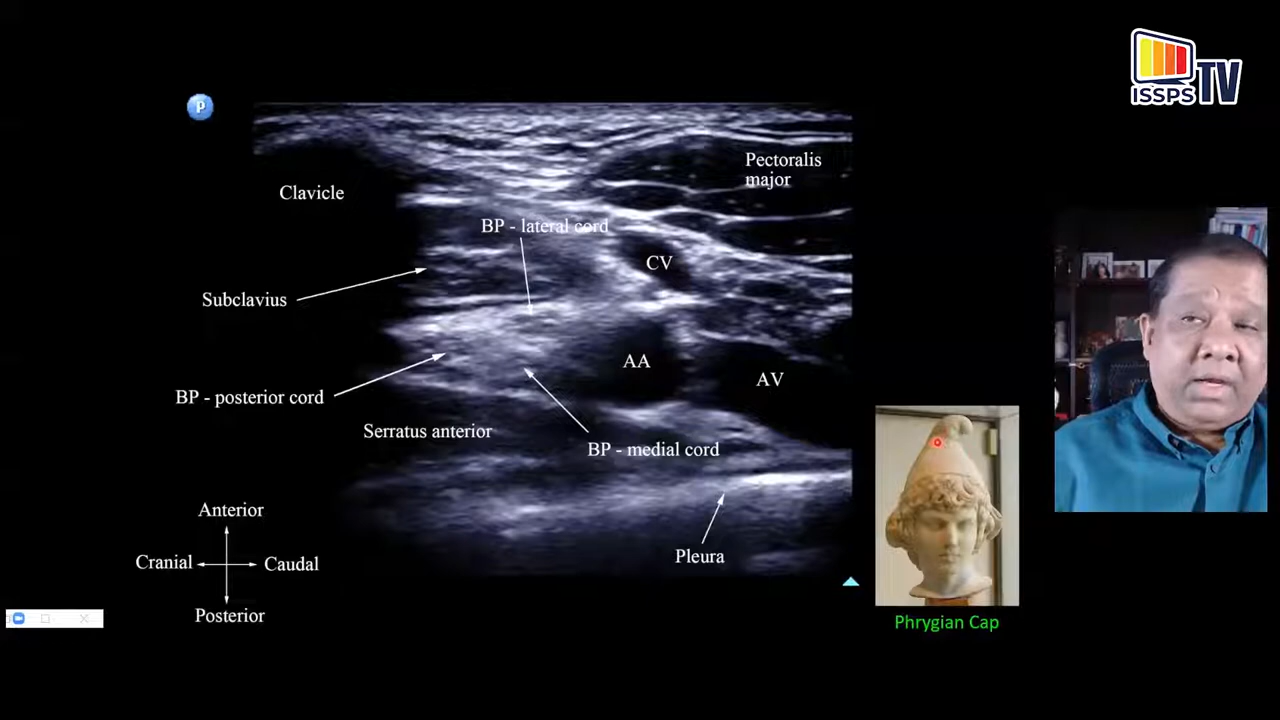 ISSPS TV
P
Pectoralis
major
Clavicle
BP - lateral cord
CV
Subclavius
AA
AV
BP - posterior cord
Serratus anterior
BP - medial cord
Anterior
Cranial
Caudal
Posterior
Pleura
Phrygian Cap